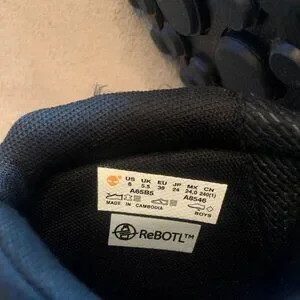 US UK EU JP MX CN
6 5.5 39 24 24.0 240(1)
A65B5 A8546
MADE IN CAMBODIA BOYS
ReBOTL™